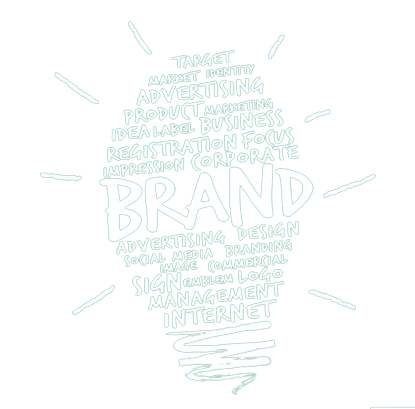 TARGET
MARKET IDENTITY
ADVERTISING
PRODUCT MARKETING
IDEA LABEL BUSINESS
REGISTRATION FOCUS
IMPRESSION CORPORATE
BRAND
ADVERTISING DESIGN
SOCIAL MEDIA BRANDING
IMAGE COMMERCIAL
SIGN EMBLEM LOGO
MANAGEMENT
INTERNET